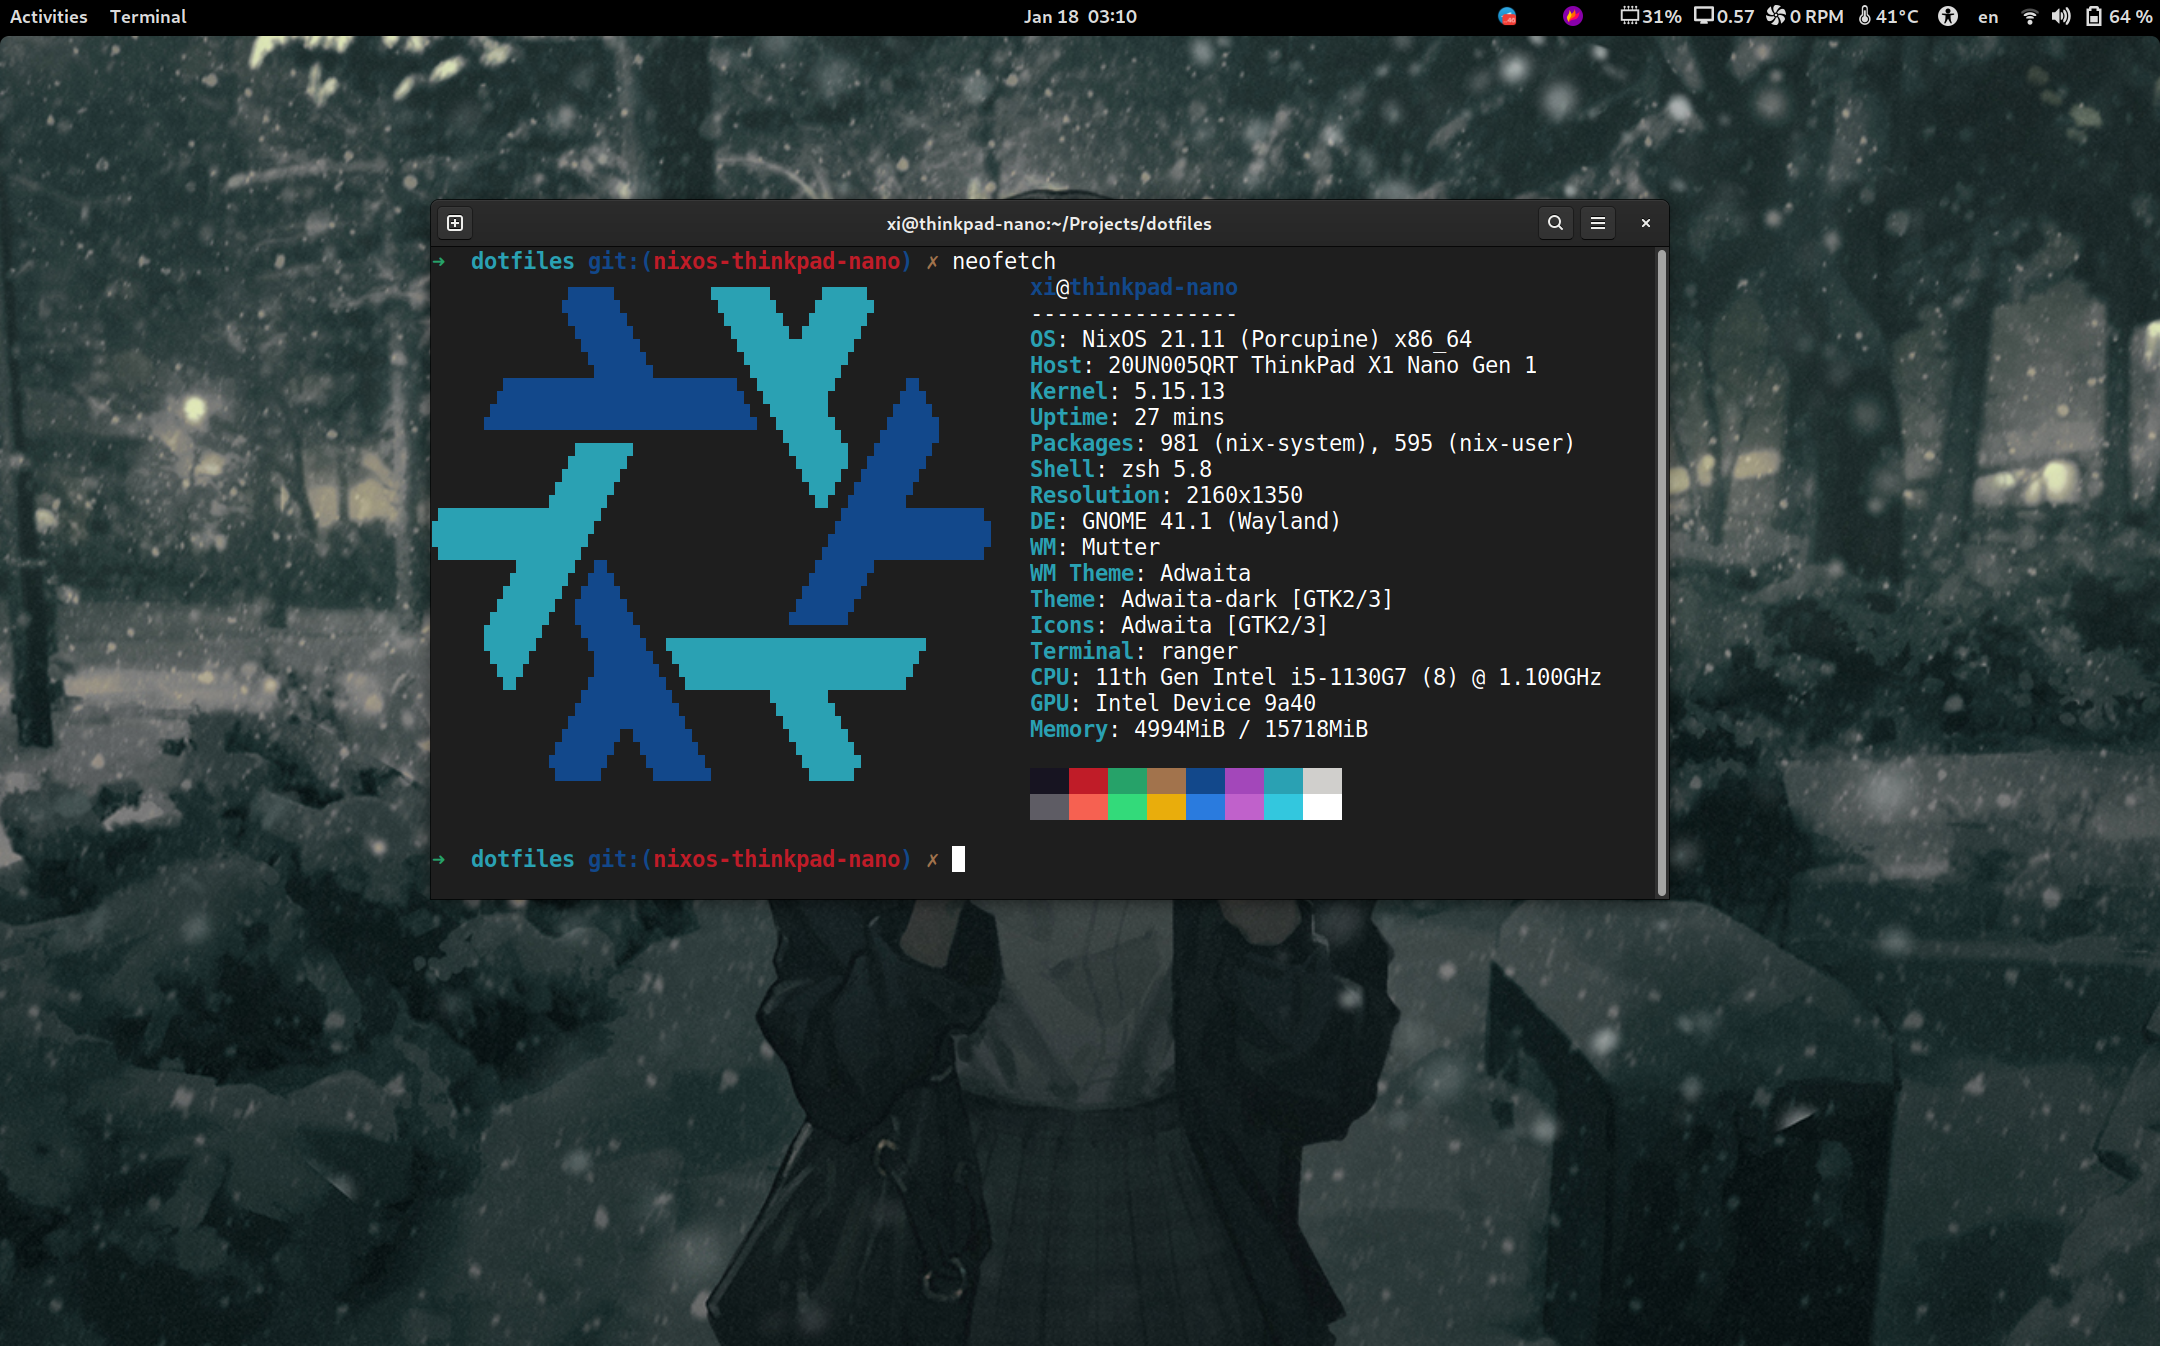 Activities Terminal Jan 18 03:10 31% 0.57 0 RPM 41°C en 64 %
xi@thinkpad-nano:~/Projects/dotfiles
➜ dotfiles git:(nixos-thinkpad-nano) ✗ neofetch
xi@thinkpad-nano
----------------
OS: NixOS 21.11 (Porcupine) x86_64
Host: 20UN005QRT ThinkPad X1 Nano Gen 1
Kernel: 5.15.13
Uptime: 27 mins
Packages: 981 (nix-system), 595 (nix-user)
Shell: zsh 5.8
Resolution: 2160x1350
DE: GNOME 41.1 (Wayland)
WM: Mutter
WM Theme: Adwaita
Theme: Adwaita-dark [GTK2/3]
Icons: Adwaita [GTK2/3]
Terminal: ranger
CPU: 11th Gen Intel i5-1130G7 (8) @ 1.100GHz
GPU: Intel Device 9a40
Memory: 4994MiB / 15718MiB
➜ dotfiles git:(nixos-thinkpad-nano) ✗